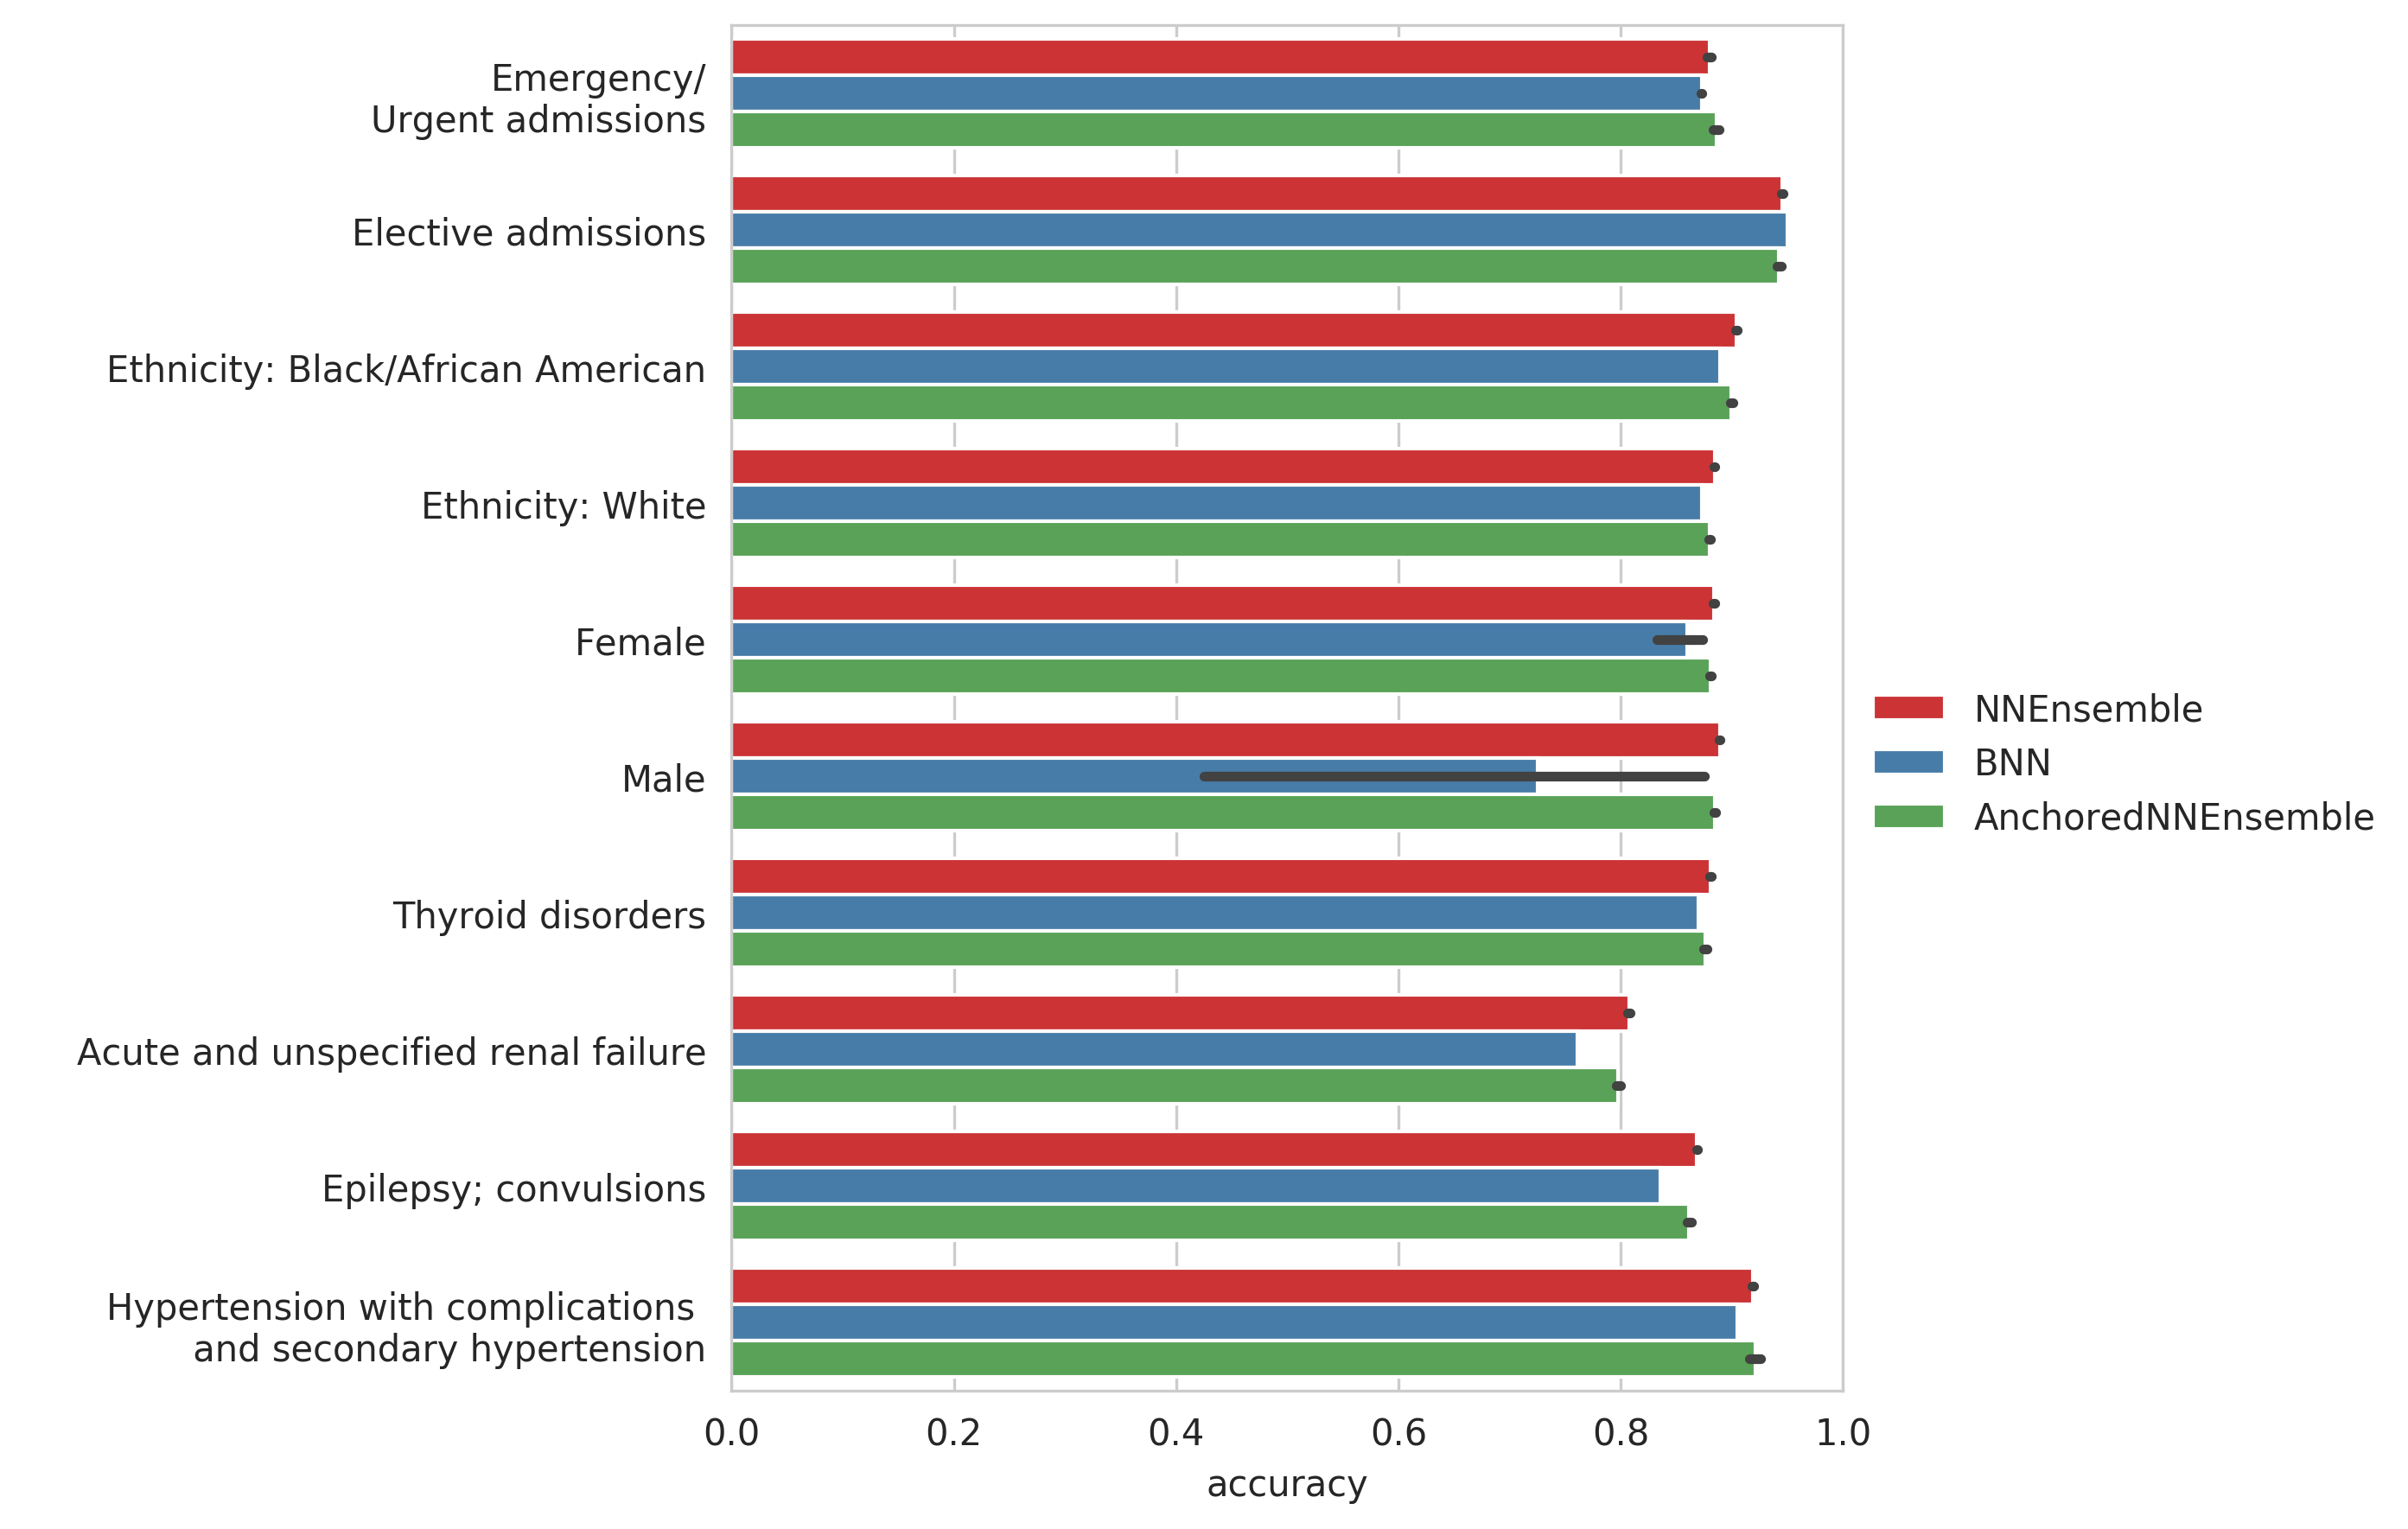 Emergency/
Urgent admissions
Elective admissions
Ethnicity: Black/African American
Ethnicity: White
Female
Male
Thyroid disorders
Acute and unspecified renal failure
Epilepsy; convulsions
Hypertension with complications
and secondary hypertension
0.0 0.2 0.4 0.6 0.8 1.0
accuracy
NNEnsemble
BNN
AnchoredNNEnsemble